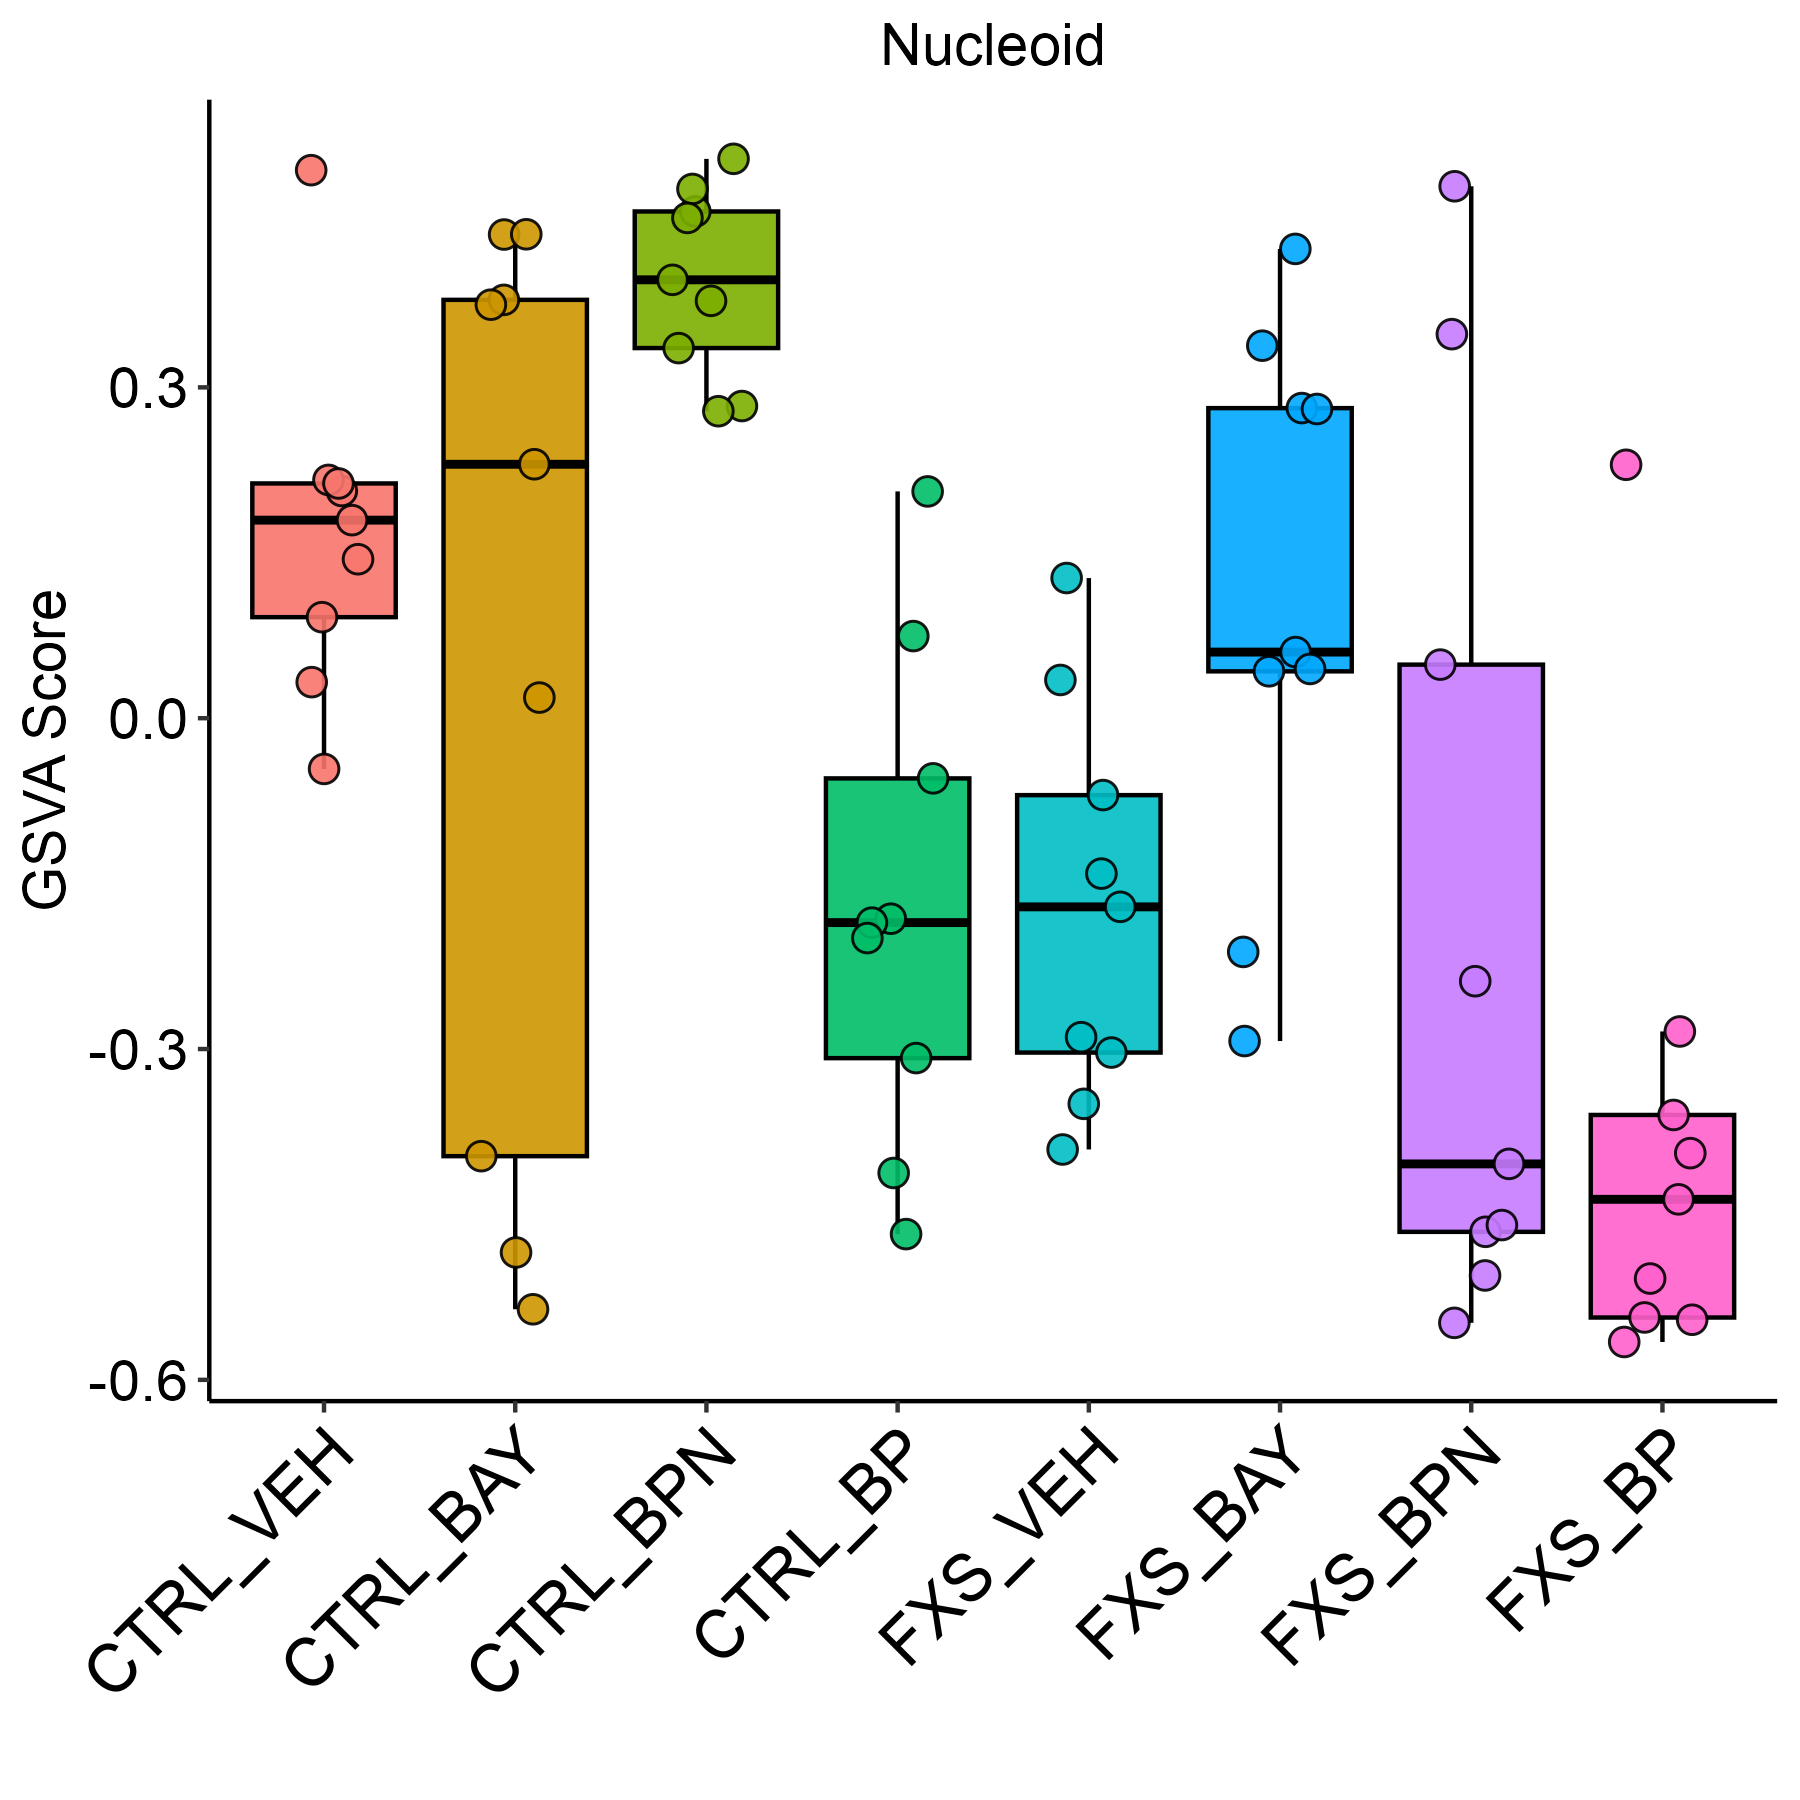 Nucleoid
GSVA Score
0.3
0.0
-0.3
-0.6
CTRL_VEH
CTRL_BAY
CTRL_BPN
CTRL_BP
FXS_VEH
FXS_BAY
FXS_BPN
FXS_BP